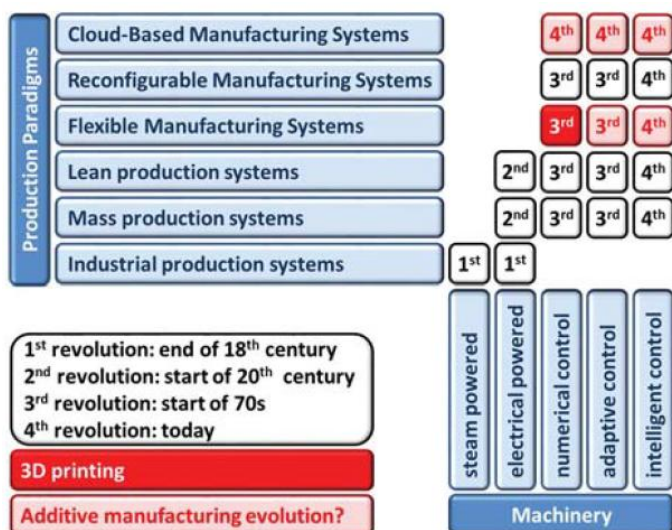 Production Paradigms
Cloud-Based Manufacturing Systems
4th 4th 4th
Reconfigurable Manufacturing Systems
3rd 3rd 4th
Flexible Manufacturing Systems
3rd 3rd 4th
Lean production systems
2nd 3rd 3rd 4th
Mass production systems
2nd 3rd 3rd 4th
Industrial production systems
1st 1st
1st revolution: end of 18th century
2nd revolution: start of 20th century
3rd revolution: start of 70s
4th revolution: today
3D printing
Additive manufacturing evolution?
steam powered
electrical powered
numerical control
adaptive control
intelligent control
Machinery